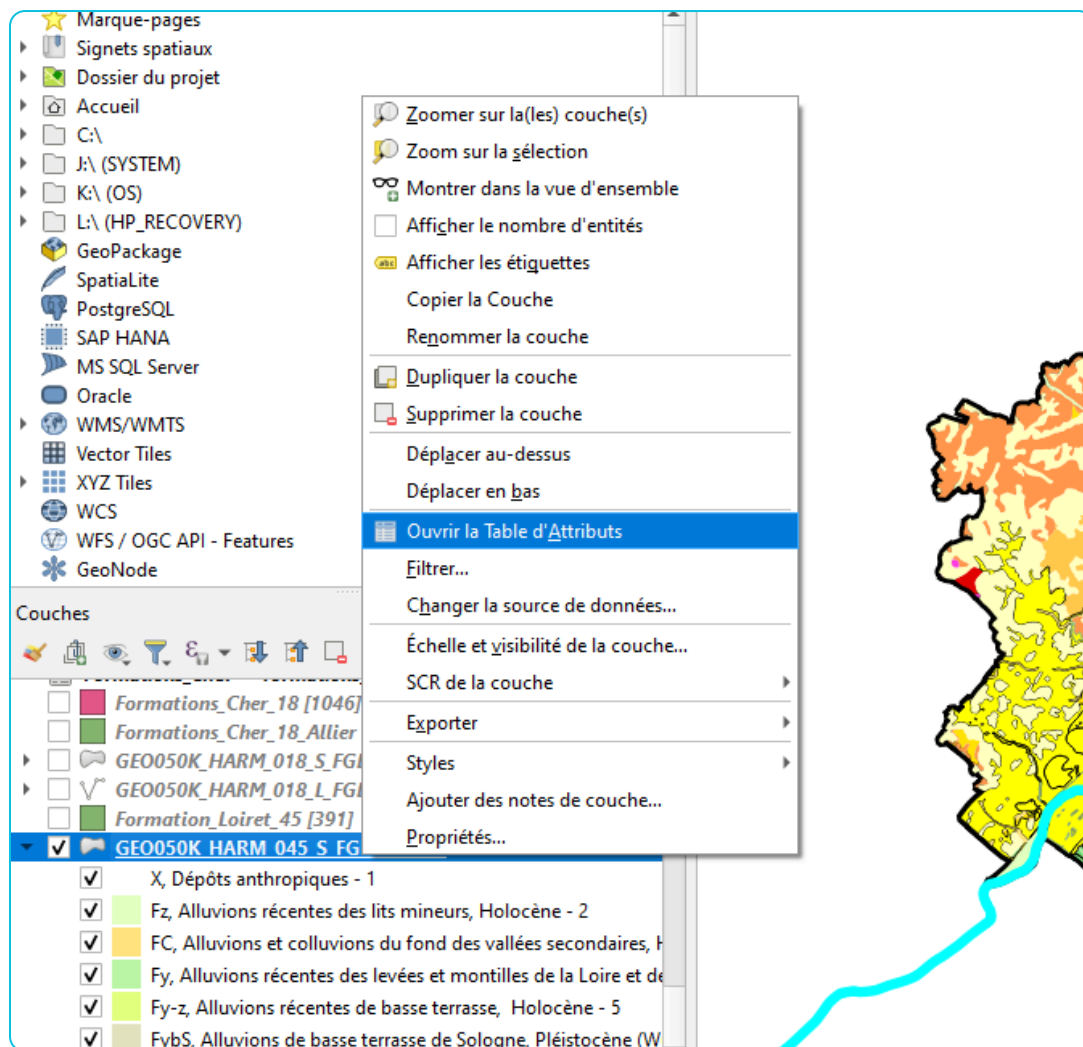 Marque-pages
Signets spatiaux
Dossier du projet
Accueil
C:\
J:\ (SYSTEM)
K:\ (OS)
L:\ (HP_RECOVERY)
GeoPackage
SpatiaLite
PostgreSQL
SAP HANA
MS SQL Server
Oracle
WMS/WMTS
Vector Tiles
XYZ Tiles
WCS
WFS / OGC API - Features
GeoNode
Zoomer sur la(les) couche(s)
Zoom sur la sélection
Montrer dans la vue d'ensemble
Afficher le nombre d'entités
abc Afficher les étiquettes
Copier la Couche
Renommer la couche
Dupliquer la couche
Supprimer la couche
Déplacer au-dessus
Déplacer en bas
Ouvrir la Table d'Attributs
Filtrer...
Changer la source de données...
Échelle et visibilité de la couche...
SCR de la couche
Exporter
Styles
Ajouter des notes de couche...
Propriétés...
Couches
Formations_Cher_18 [1046]
Formations_Cher_18_Allier
GEO050K_HARM_018_S_FG
GEO050K_HARM_018_L_FG
Formation_Loiret_45 [391]
GEO050K_HARM_045_S_FG
X, Dépôts anthropiques - 1
Fz, Alluvions récentes des lits mineurs, Holocène - 2
FC, Alluvions et colluvions du fond des vallées secondaires,
Fy, Alluvions récentes des levées et montilles de la Loire et de
Fy-z, Alluvions récentes de basse terrasse, Holocène - 5
FybS, Alluvions de basse terrasse de Sologne, Pléistocène (W